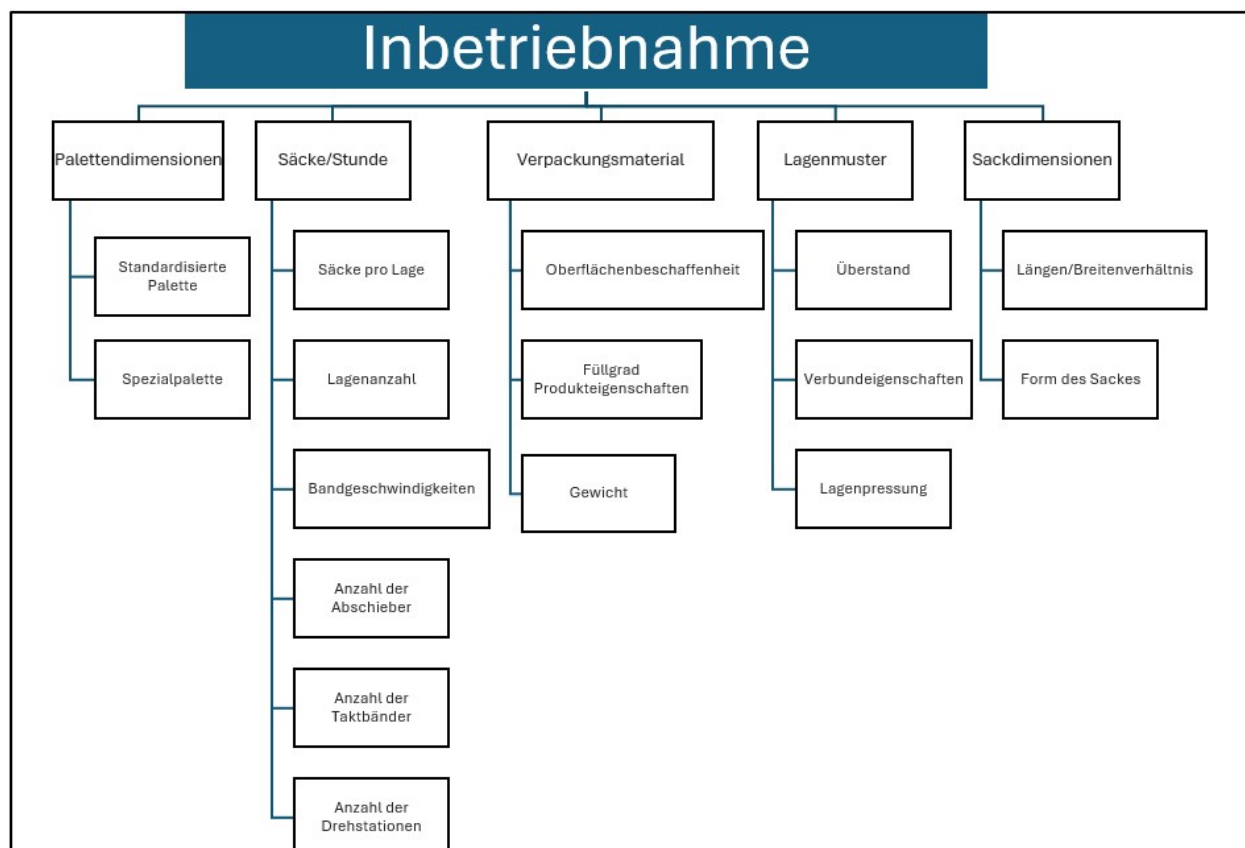 Inbetriebnahme
Palettendimensionen
Standardisierte
Palette
Spezialpalette
Säcke/Stunde
Säcke pro Lage
Lagenanzahl
Bandgeschwindigkeiten
Anzahl der
Abschieber
Anzahl der
Taktbänder
Anzahl der
Drehstationen
Verpackungsmaterial
Oberflächenbeschaffenheit
Füllgrad
Produkteigenschaften
Gewicht
Lagenmuster
Überstand
Verbundeigenschaften
Lagenpressung
Sackdimensionen
Längen/Breitenverhältnis
Form des Sackes